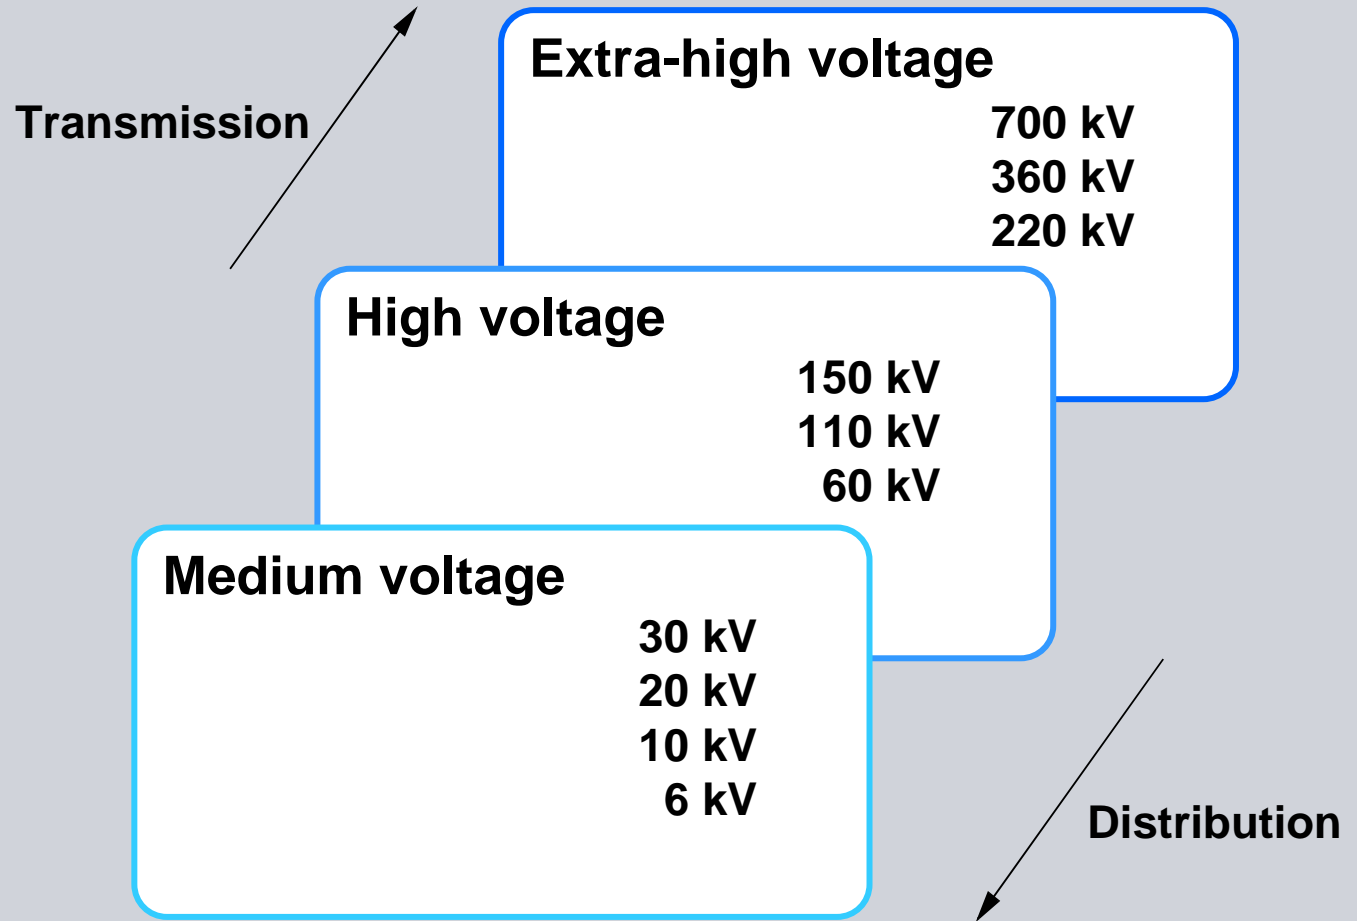 Extra-high voltage
Transmission
700 kV
360 kV
220 kV
High voltage
150 kV
110 kV
60 kV
Medium voltage
30 kV
20 kV
10 kV
6 kV
Distribution